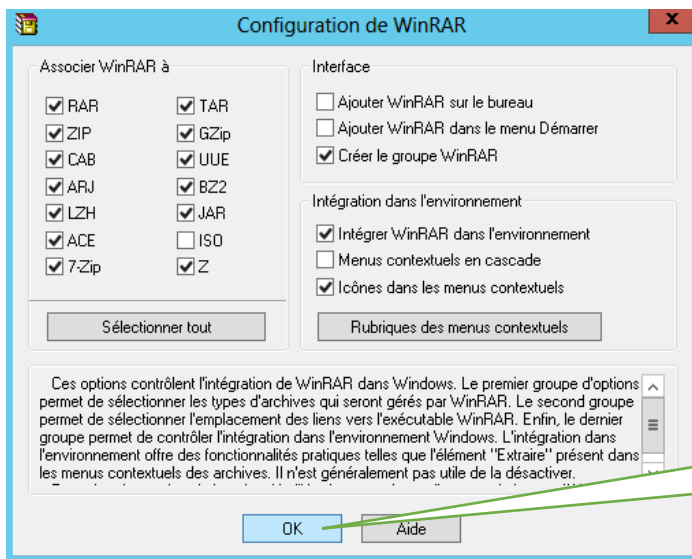 Configuration de WinRAR
x
Associer WinRAR à
RAR
TAR
ZIP
GZip
CAB
UUE
ARJ
BZ2
LZH
JAR
ACE
ISO
7-Zip
Z
Sélectionner tout
Interface
Ajouter WinRAR sur le bureau
Ajouter WinRAR dans le menu Démarrer
Créer le groupe WinRAR
Intégration dans l'environnement
Intégrer WinRAR dans l'environnement
Menus contextuels en cascade
Icônes dans les menus contextuels
Rubriques des menus contextuels
Ces options contrôlent l'intégration de WinRAR dans Windows. Le premier groupe d'options
permet de sélectionner les types d'archives qui seront gérés par WinRAR. Le second groupe
permet de sélectionner l'emplacement des liens vers l'exécutable WinRAR. Enfin, le dernier
groupe permet de contrôler l'intégration dans l'environnement Windows. L'intégration dans
l'environnement offre des fonctionnalités pratiques telles que l'élément "Extraire" présent dans
les menus contextuels des archives. Il n'est généralement pas utile de la désactiver.
OK
Aide